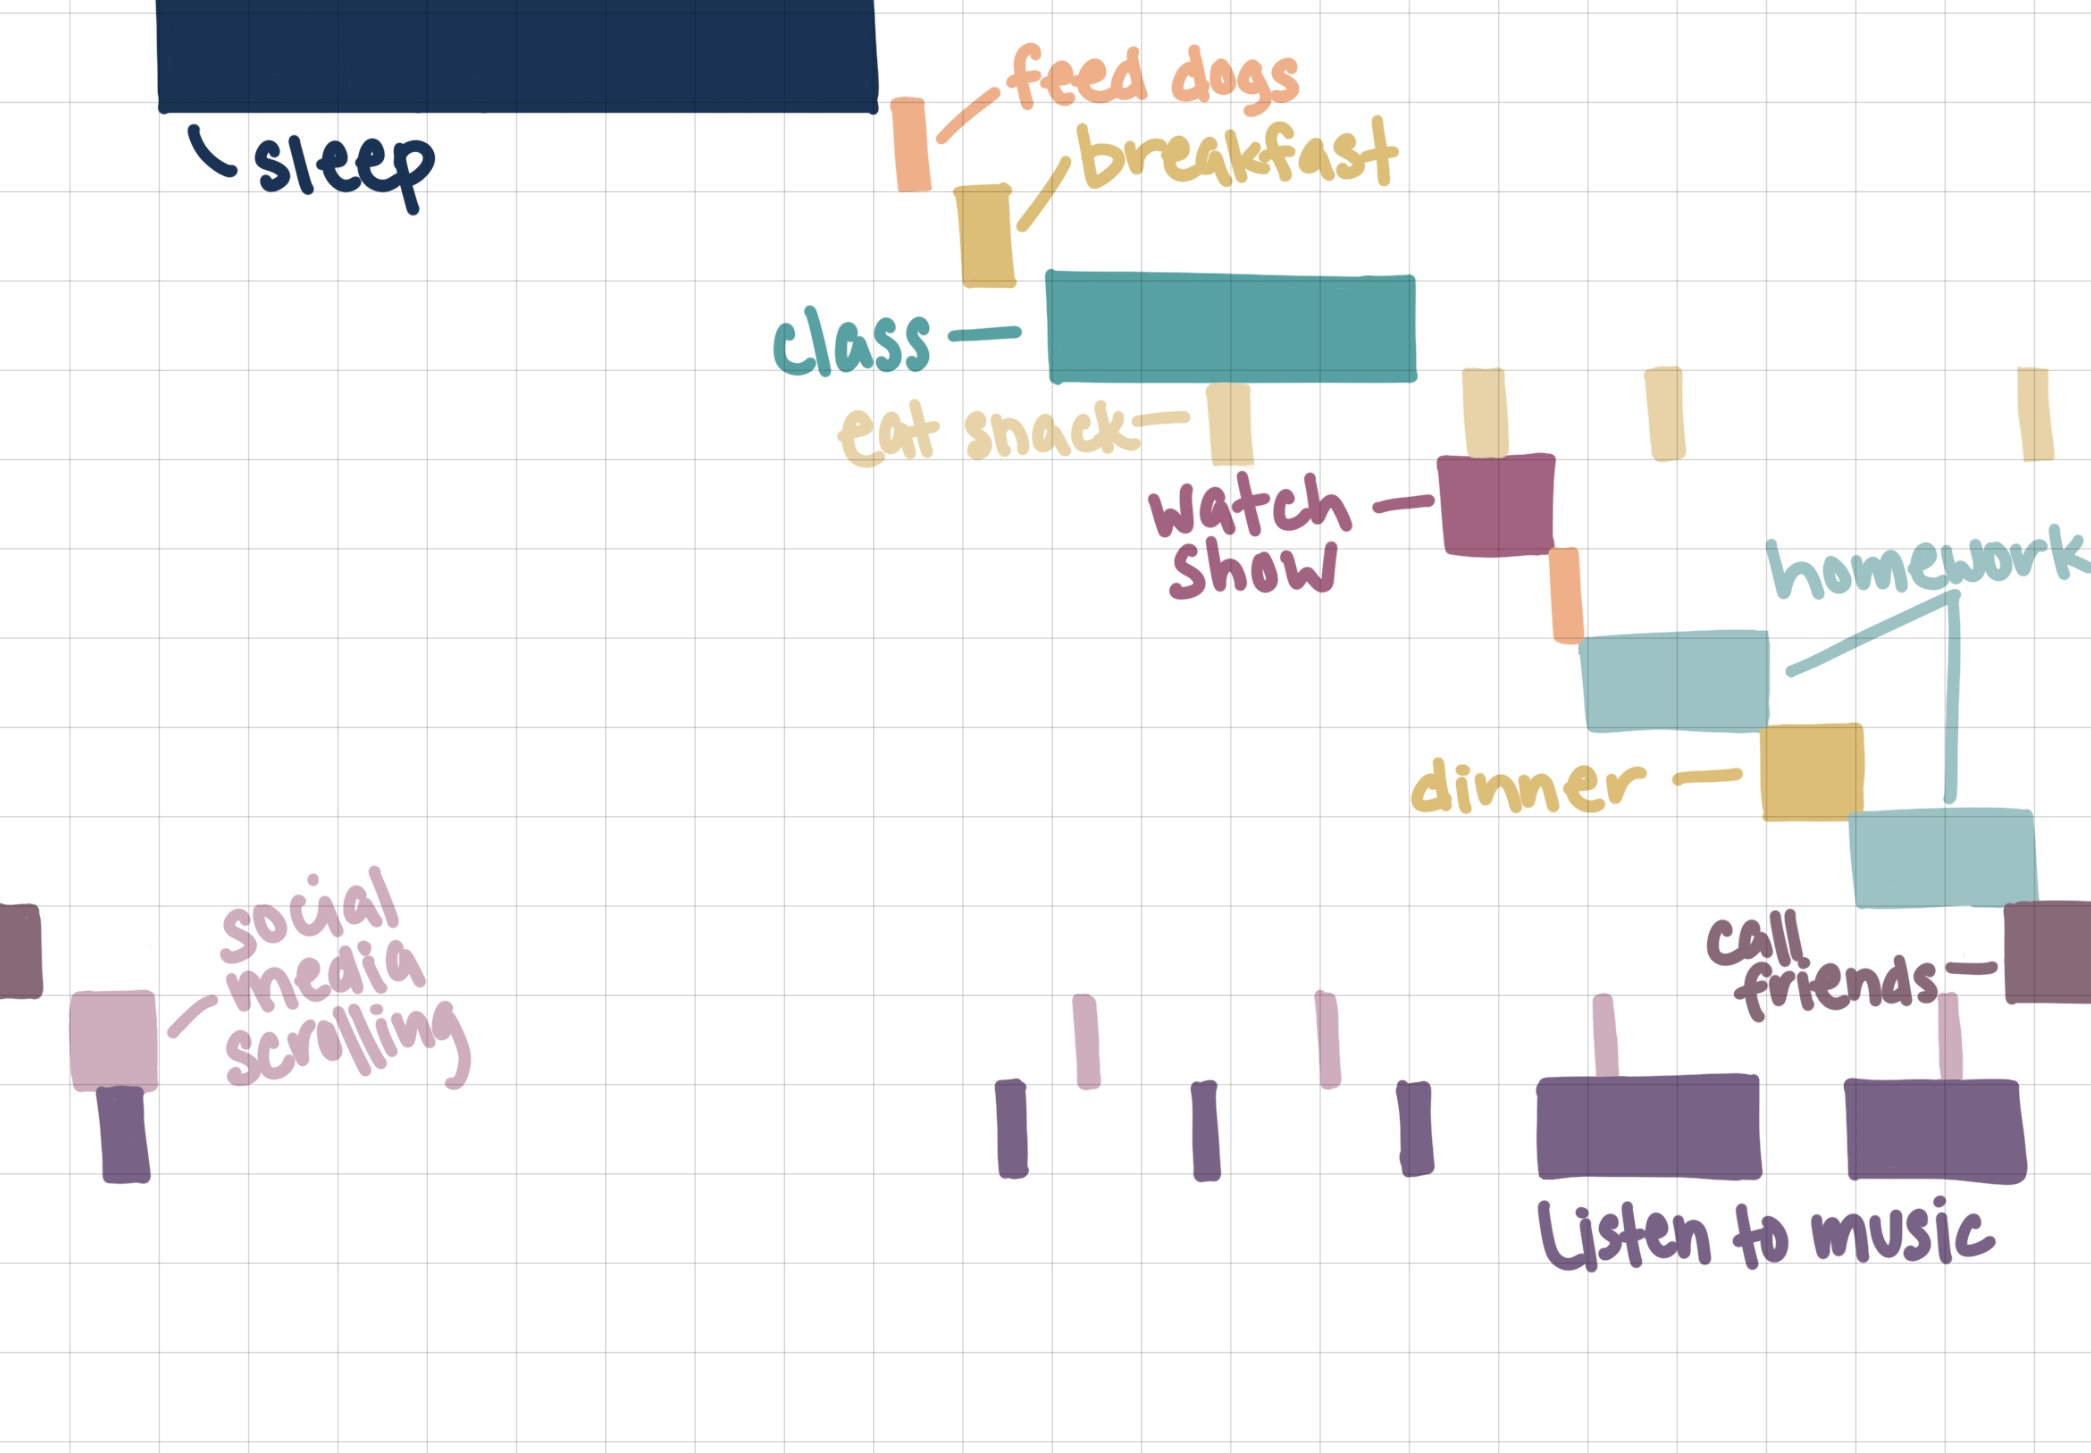 feed dogs
breakfast
sleep
class
eat snack
watch
show
homework
dinner
social
media
scrolling
call
friends
Listen to music